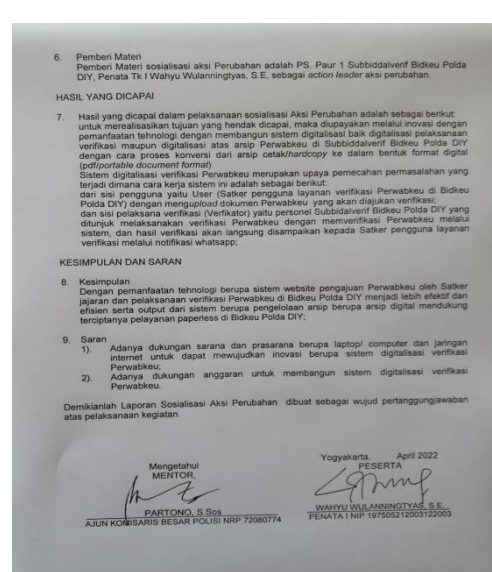 6. Pemberi Materi
Pemberi Materi sosialisasi aksi Perubahan adalah PS. Paur 1 Subbiddalverif Bidkeu Polda
DIY, Penata Tk I Wahyu Wulanningtyas, S.E, sebagai action leader aksi perubahan.
HASIL YANG DICAPAI
7. Hasil yang dicapai dalam pelaksanaan sosialisasi Aksi Perubahan adalah sebagai berikut:
untuk merealisasikan tujuan yang hendak dicapai, maka diupayakan melalui inovasi dengan
pemanfaatan tehnologi dengan membangun sistem digitalisasi baik digitalisasi pelaksanaan
verifikasi maupun digitalisasi atas arsip Perwabkeu di Subbiddalverif Bidkeu Polda DIY
dengan cara proses konversi dari arsip cetak/hardcopy ke dalam bentuk format digital
(pdf/portable document format)
Sistem digitalisasi verifikasi Perwabkeu merupakan upaya pemecahan permasalahan yang
terjadi dimana cara kerja sistem ini adalah sebagai berikut:
dari sisi pengguna yaitu User (Satker pengguna layanan verifikasi Perwabkeu di Bidkeu
Polda DIY) dengan mengupload dokumen Perwabkeu yang akan diajukan verifikasi;
dan sisi pelaksana verifikasi (Verfikator) yaitu personel Subbidalverif Bidkeu Polda DIY yang
ditunjuk melaksanakan verifikasi Perwabkeu dengan memverifikasi Perwabkeu melalui
sistem, dan hasil verifikasi akan langsung disampaikan kepada Satker pengguna layanan
verifikasi melalui notifikasi whatsapp;
KESIMPULAN DAN SARAN
8. Kesimpulan
Dengan pemanfaatan tehnologi berupa sistem website pengajuan Perwabkeu oleh Satker
jajaran dan pelaksanaan verifikasi Perwabkeu di Bidkeu Polda DIY menjadi lebih efektif dan
efisien serta output dari sistem berupa pengelolaan arsip berupa arsip digital mendukung
terciptanya pelayanan paperless di Bidkeu Polda DIY;
9. Saran
1). Adanya dukungan sarana dan prasarana berupa laptop/ computer dan jaringan
internet untuk dapat mewujudkan inovasi berupa sistem digitalisasi verifikasi
Perwabkeu;
2). Adanya dukungan anggaran untuk membangun sistem digitalisasi verifikasi
Perwabkeu.
Demikianlah Laporan Sosialisasi Aksi Perubahan dibuat sebagai wujud pertanggungjawaban
atas pelaksanaan kegiatan.
Mengetahui
MENTOR,
PARTONO, S.Sos
AJUN KOMISARIS BESAR POLISI NRP 72080774
Yogyakarta, April 2022
PESERTA
WAHYU WULANNINGTYAS, S.E
PENATA I NIP 197505212003122003